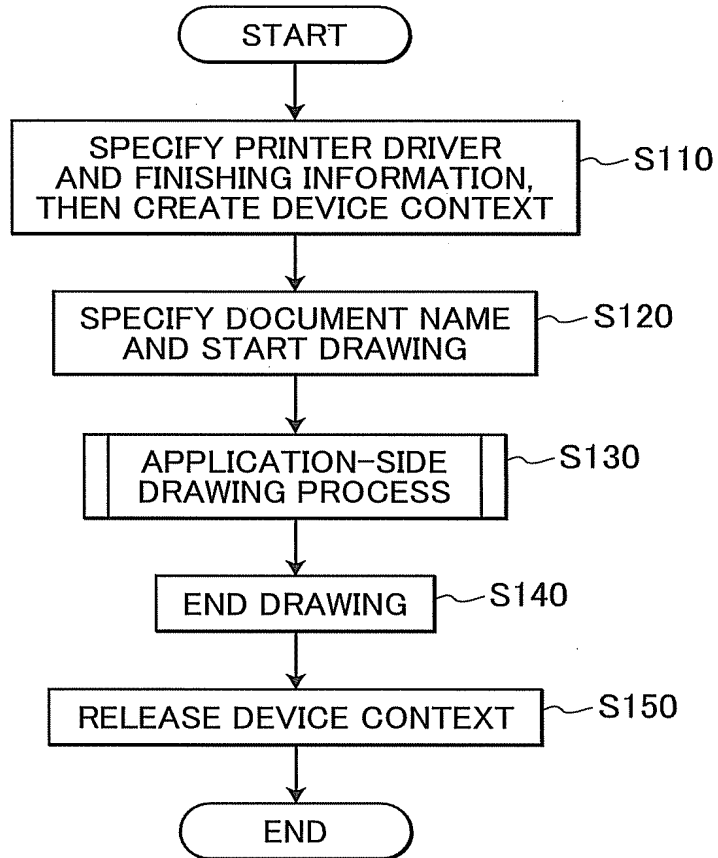 START
SPECIFY PRINTER DRIVER
AND FINISHING INFORMATION,
THEN CREATE DEVICE CONTEXT
S110
SPECIFY DOCUMENT NAME
AND START DRAWING
S120
APPLICATION-SIDE
DRAWING PROCESS
S130
END DRAWING
S140
RELEASE DEVICE CONTEXT
S150
END